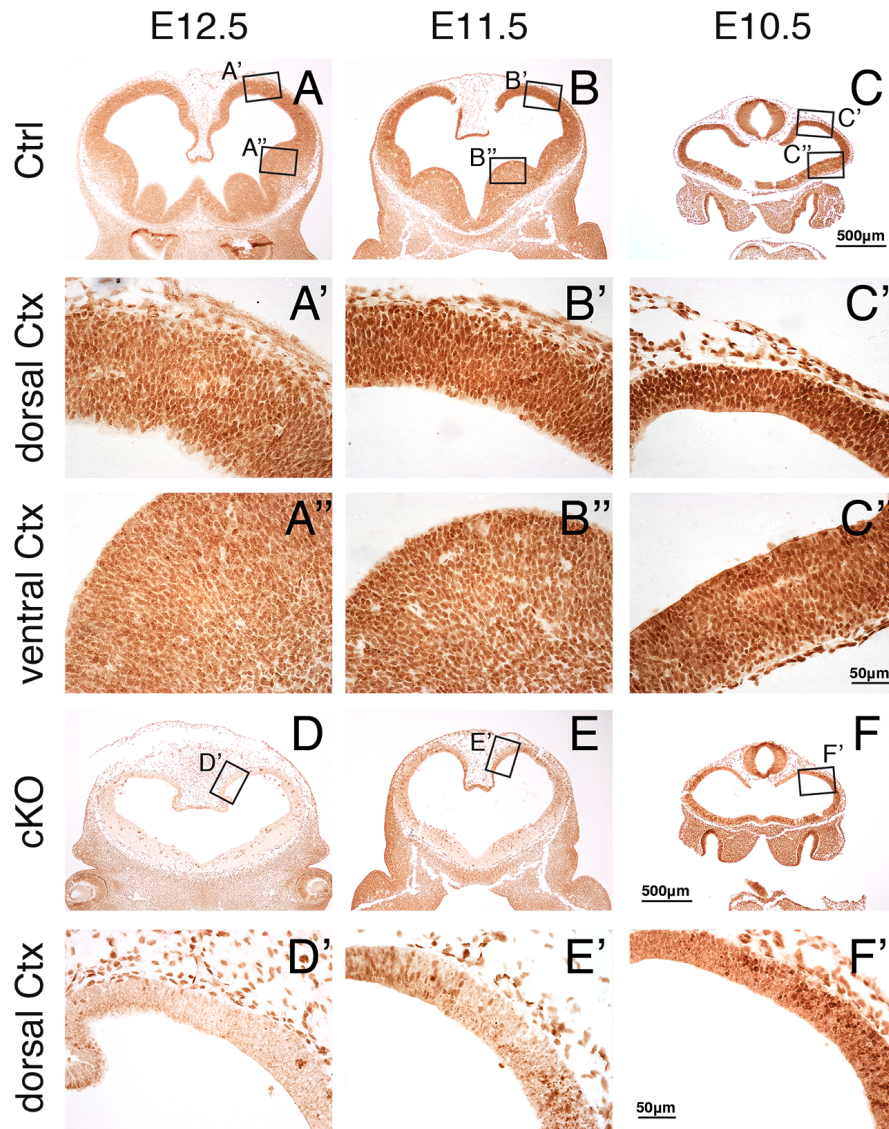 E12.5 E11.5 E10.5
Ctrl
A' A B' B C C'
A'' B'' C''
500µm
dorsal Ctx
A' B' C'
ventral Ctx
A'' B'' C''
50µm
cKO
D' D E' E F' F
500µm
dorsal Ctx
D' E' F'
50µm